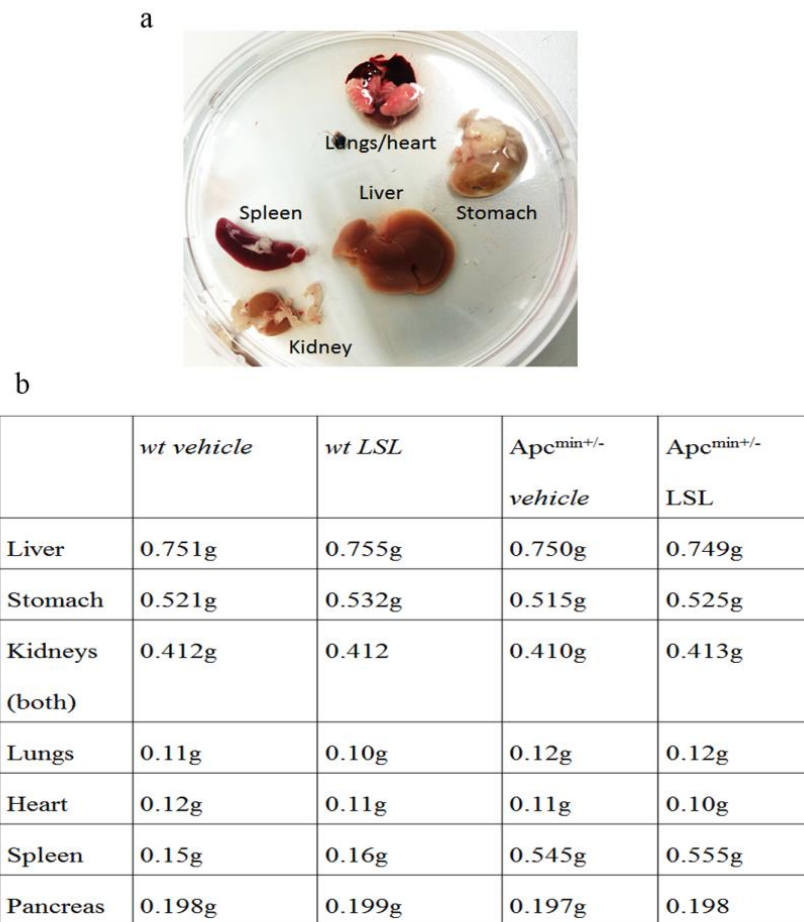 a
Lungs/heart
Liver
Spleen
Stomach
Kidney
b
wt vehicle wt LSL Apcmin+/- Apcmin+/-
vehicle LSL
Liver 0.751g 0.755g 0.750g 0.749g
Stomach 0.521g 0.532g 0.515g 0.525g
Kidneys 0.412g 0.412 0.410g 0.413g
(both)
Lungs 0.11g 0.10g 0.12g 0.12g
Heart 0.12g 0.11g 0.11g 0.10g
Spleen 0.15g 0.16g 0.545g 0.555g
Pancreas 0.198g 0.199g 0.197g 0.198